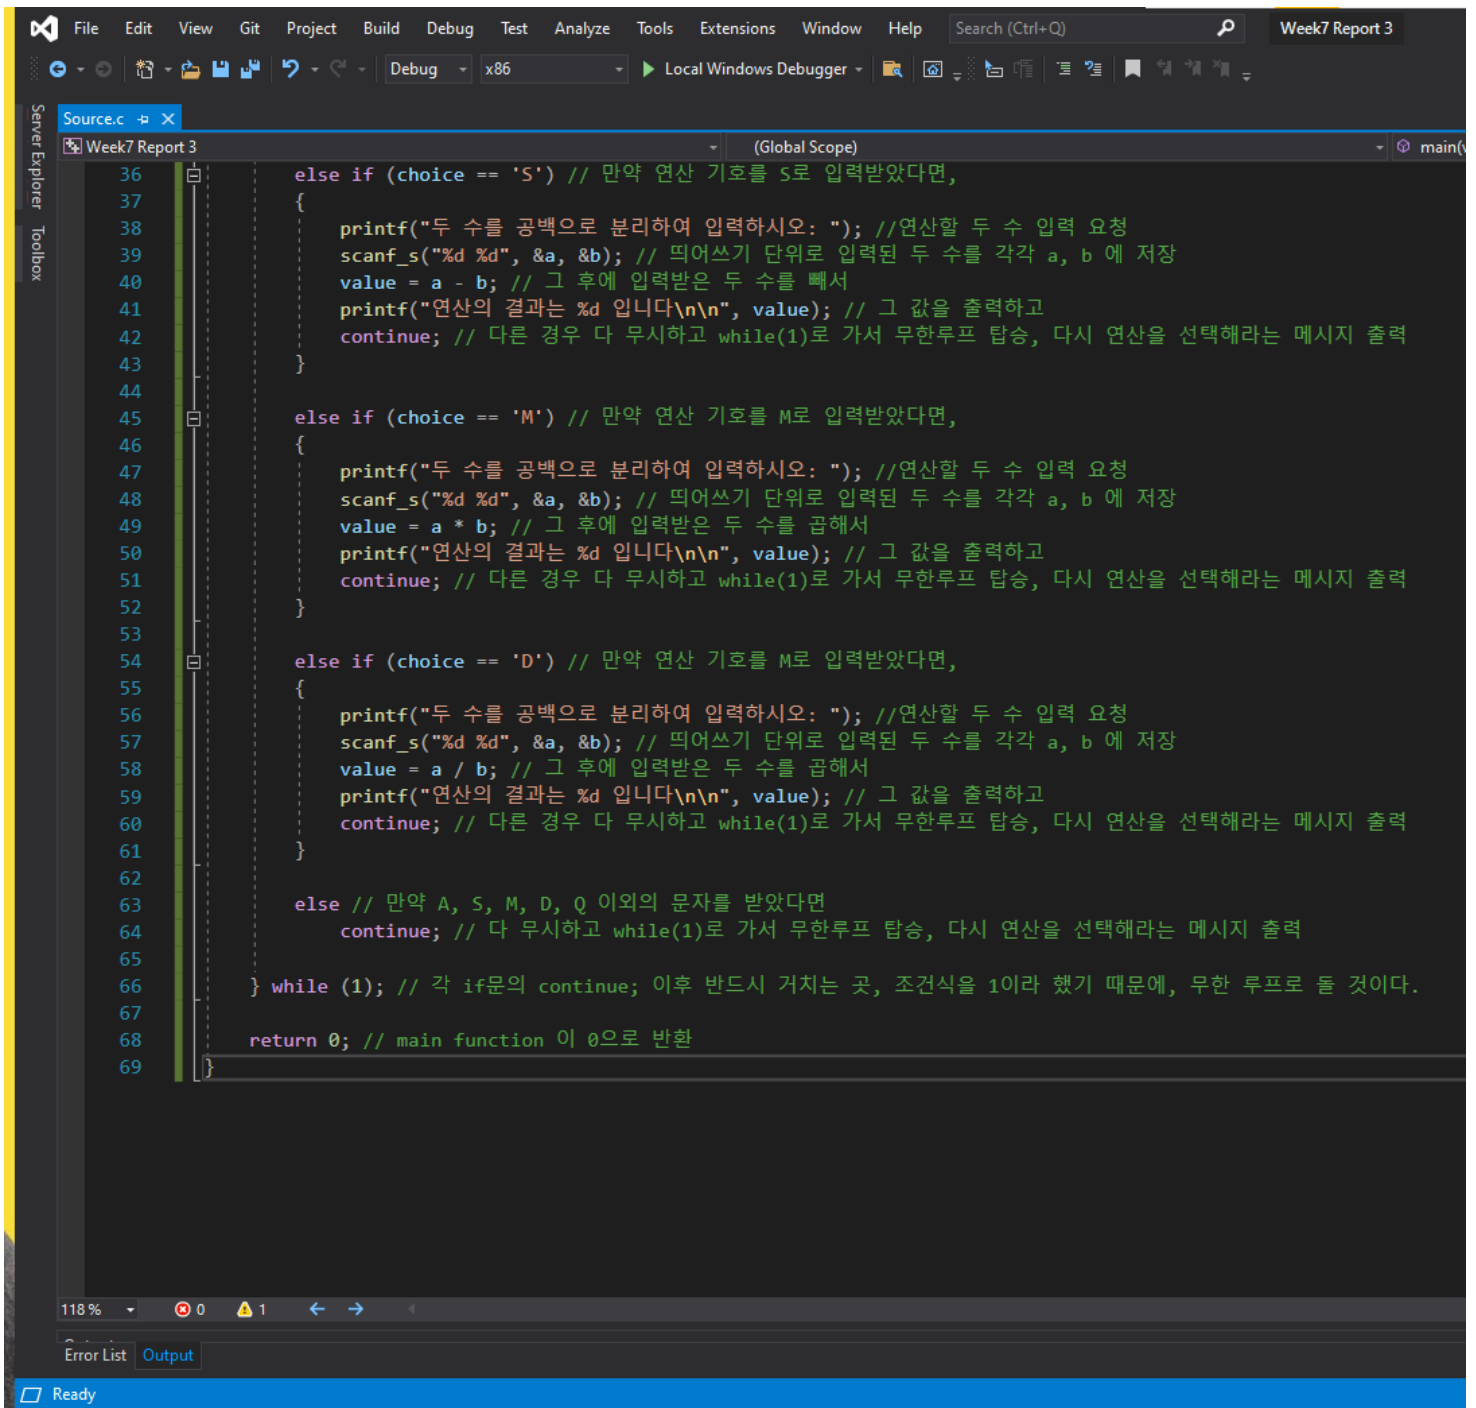 File Edit View Git Project Build Debug Test Analyze Tools Extensions Window Help Search (Ctrl+Q) Week7 Report 3
Debug x86 Local Windows Debugger
Server Explorer
Toolbox
Source.c
Week7 Report 3 (Global Scope) main(v
36 else if (choice == 'S') // 만약 연산 기호를 S로 입력받았다면,
37 {
38 printf("두 수를 공백으로 분리하여 입력하시오: "); //연산할 두 수 입력 요청
39 scanf_s("%d %d", &a, &b); // 띄어쓰기 단위로 입력된 두 수를 각각 a, b 에 저장
40 value = a - b; // 그 후에 입력받은 두 수를 빼서
41 printf("연산의 결과는 %d 입니다\n\n", value); // 그 값을 출력하고
42 continue; // 다른 경우 다 무시하고 while(1)로 가서 무한루프 탑승, 다시 연산을 선택해라는 메시지 출력
43 }
44
45 else if (choice == 'M') // 만약 연산 기호를 M로 입력받았다면,
46 {
47 printf("두 수를 공백으로 분리하여 입력하시오: "); //연산할 두 수 입력 요청
48 scanf_s("%d %d", &a, &b); // 띄어쓰기 단위로 입력된 두 수를 각각 a, b 에 저장
49 value = a * b; // 그 후에 입력받은 두 수를 곱해서
50 printf("연산의 결과는 %d 입니다\n\n", value); // 그 값을 출력하고
51 continue; // 다른 경우 다 무시하고 while(1)로 가서 무한루프 탑승, 다시 연산을 선택해라는 메시지 출력
52 }
53
54 else if (choice == 'D') // 만약 연산 기호를 M로 입력받았다면,
55 {
56 printf("두 수를 공백으로 분리하여 입력하시오: "); //연산할 두 수 입력 요청
57 scanf_s("%d %d", &a, &b); // 띄어쓰기 단위로 입력된 두 수를 각각 a, b 에 저장
58 value = a / b; // 그 후에 입력받은 두 수를 곱해서
59 printf("연산의 결과는 %d 입니다\n\n", value); // 그 값을 출력하고
60 continue; // 다른 경우 다 무시하고 while(1)로 가서 무한루프 탑승, 다시 연산을 선택해라는 메시지 출력
61 }
62
63 else // 만약 A, S, M, D, Q 이외의 문자를 받았다면
64 continue; // 다 무시하고 while(1)로 가서 무한루프 탑승, 다시 연산을 선택해라는 메시지 출력
65
66 } while (1); // 각 if문의 continue; 이후 반드시 거치는 곳, 조건식을 1이라 했기 때문에, 무한 루프로 돌 것이다.
67
68 return 0; // main function 이 0으로 반환
69 }
118 % 0 1
Error List Output
Ready